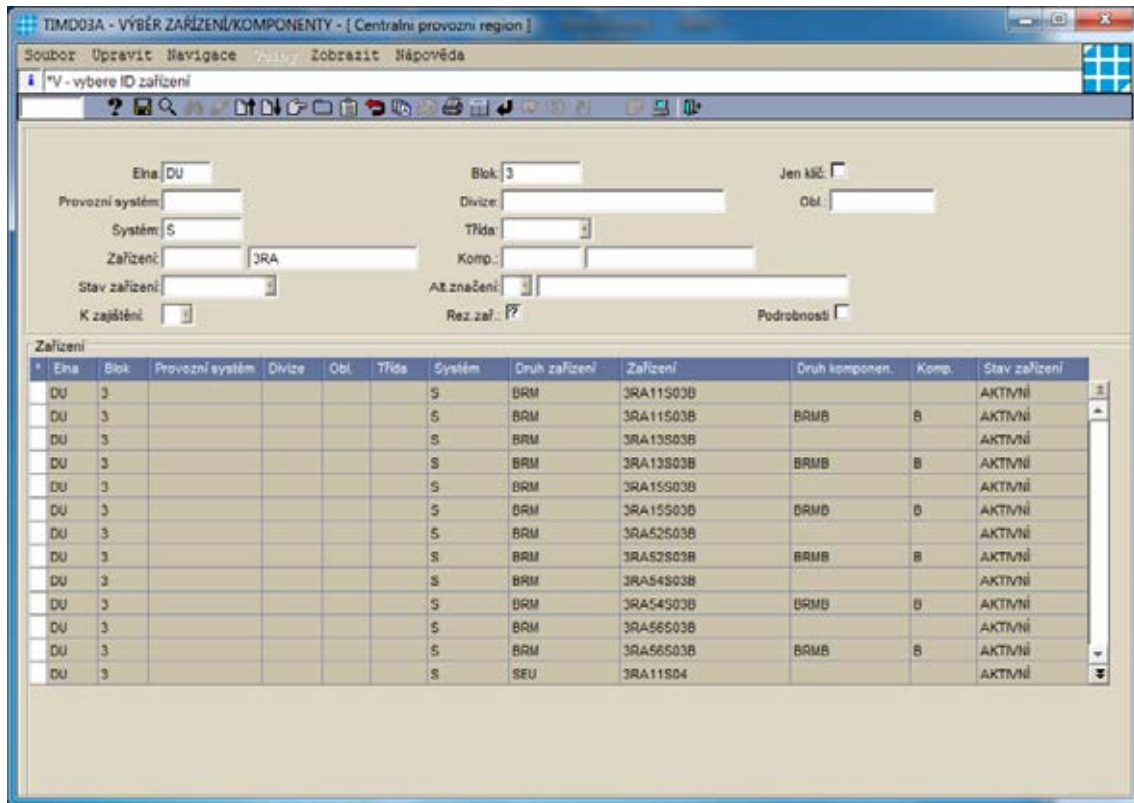 TIMD03A - VÝBĚR ZAŘÍZENÍ/KOMPONENTY - [ Centralni provozni region ]
Soubor Upravit Navigace Volby Zobrazit Nápověda
*V - vybere ID zařízení
Elna: DU Blok: 3 Jen klíč:
Provozní systém: Divize: Obl.:
Systém: S Třída:
Zařízení: 3RA Komp.:
Stav zařízení: Alt.značení:
K zajištění: Rez.zař.: ? Podrobnosti
Zařízení
* Elna Blok Provozní systém Divize Obl. Třída Systém Druh zařízení Zařízení Druh komponen. Komp. Stav zařízení
DU 3 S BRM 3RA11S03B AKTIVNÍ
DU 3 S BRM 3RA11S03B BRMB B AKTIVNÍ
DU 3 S BRM 3RA13S03B AKTIVNÍ
DU 3 S BRM 3RA13S03B BRMB B AKTIVNÍ
DU 3 S BRM 3RA15S03B AKTIVNÍ
DU 3 S BRM 3RA15S03B BRMB B AKTIVNÍ
DU 3 S BRM 3RA52S03B AKTIVNÍ
DU 3 S BRM 3RA52S03B BRMB B AKTIVNÍ
DU 3 S BRM 3RA54S03B AKTIVNÍ
DU 3 S BRM 3RA54S03B BRMB B AKTIVNÍ
DU 3 S BRM 3RA56S03B AKTIVNÍ
DU 3 S BRM 3RA56S03B BRMB B AKTIVNÍ
DU 3 S SEU 3RA11S04 AKTIVNÍ